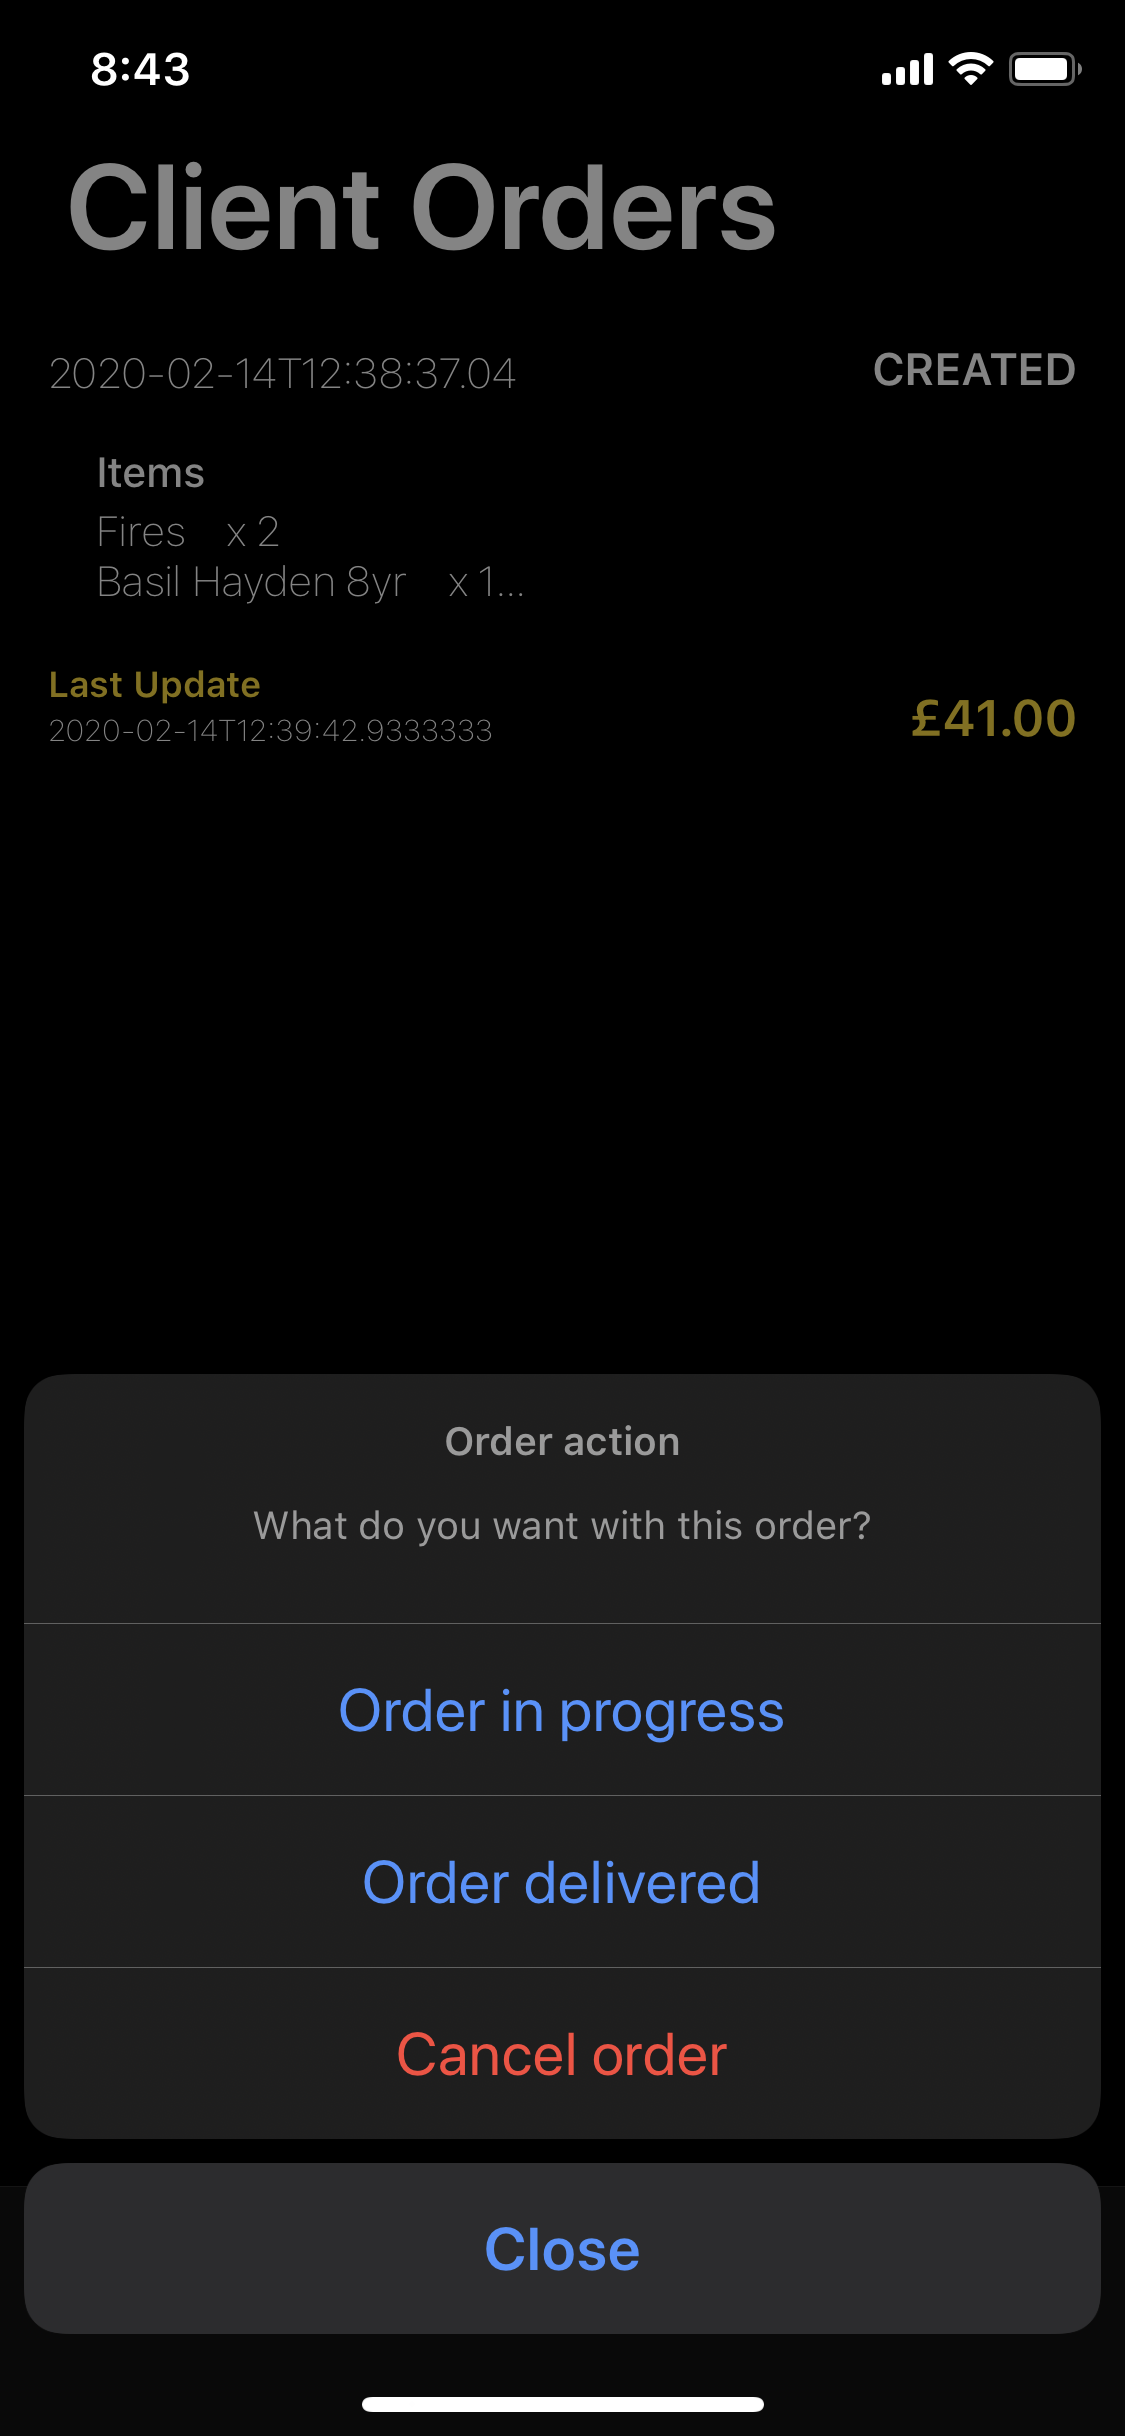 8:43
Client Orders
2020-02-14T12:38:37.04 CREATED
Items
Fires x 2
Basil Hayden 8yr x 1...
Last Update
2020-02-14T12:39:42.9333333 £41.00
Order action
What do you want with this order?
Order in progress
Order delivered
Cancel order
Close